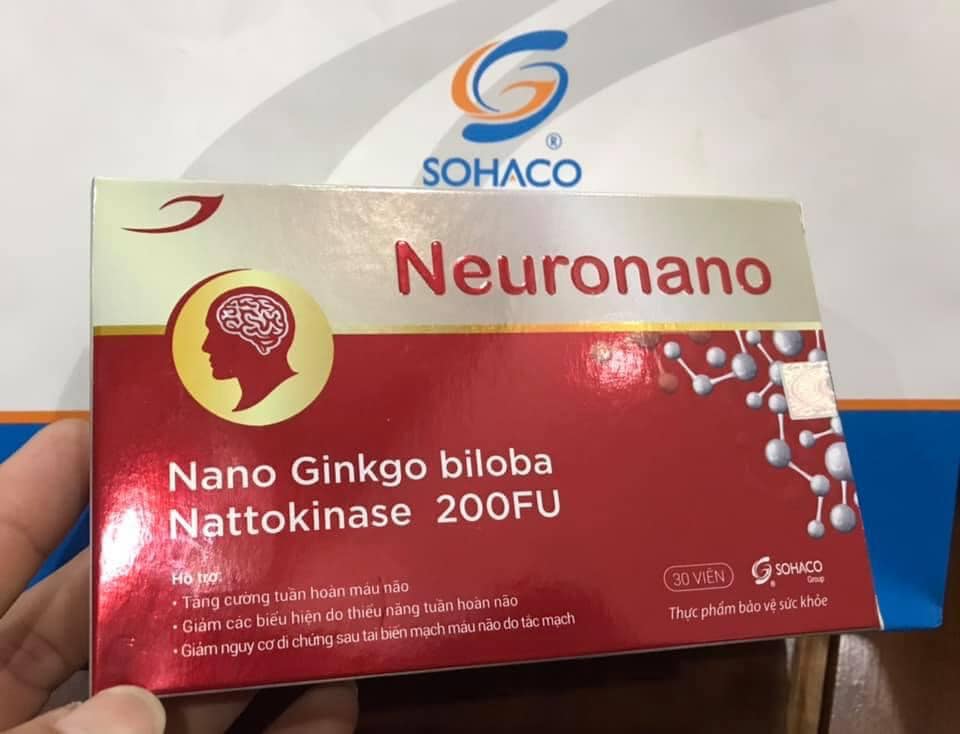 SOHACO
Neuronano
Nano Ginkgo biloba
Nattokinase 200FU
Hỗ trợ:
• Tăng cường tuần hoàn máu não
• Giảm các biểu hiện do thiếu năng tuần hoàn não
• Giảm nguy cơ di chứng sau tai biến mạch máu não do tắc mạch
30 VIÊN
SOHACO
Group
Thực phẩm bảo vệ sức khỏe